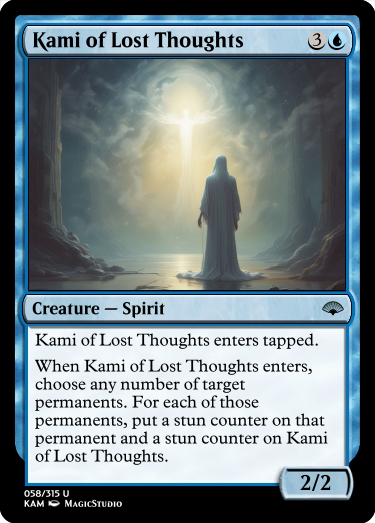 Kami of Lost Thoughts 3
Creature — Spirit
Kami of Lost Thoughts enters tapped.
When Kami of Lost Thoughts enters,
choose any number of target
permanents. For each of those
permanents, put a stun counter on that
permanent and a stun counter on Kami
of Lost Thoughts.
2/2
058/315 U
KAM MagicStudio